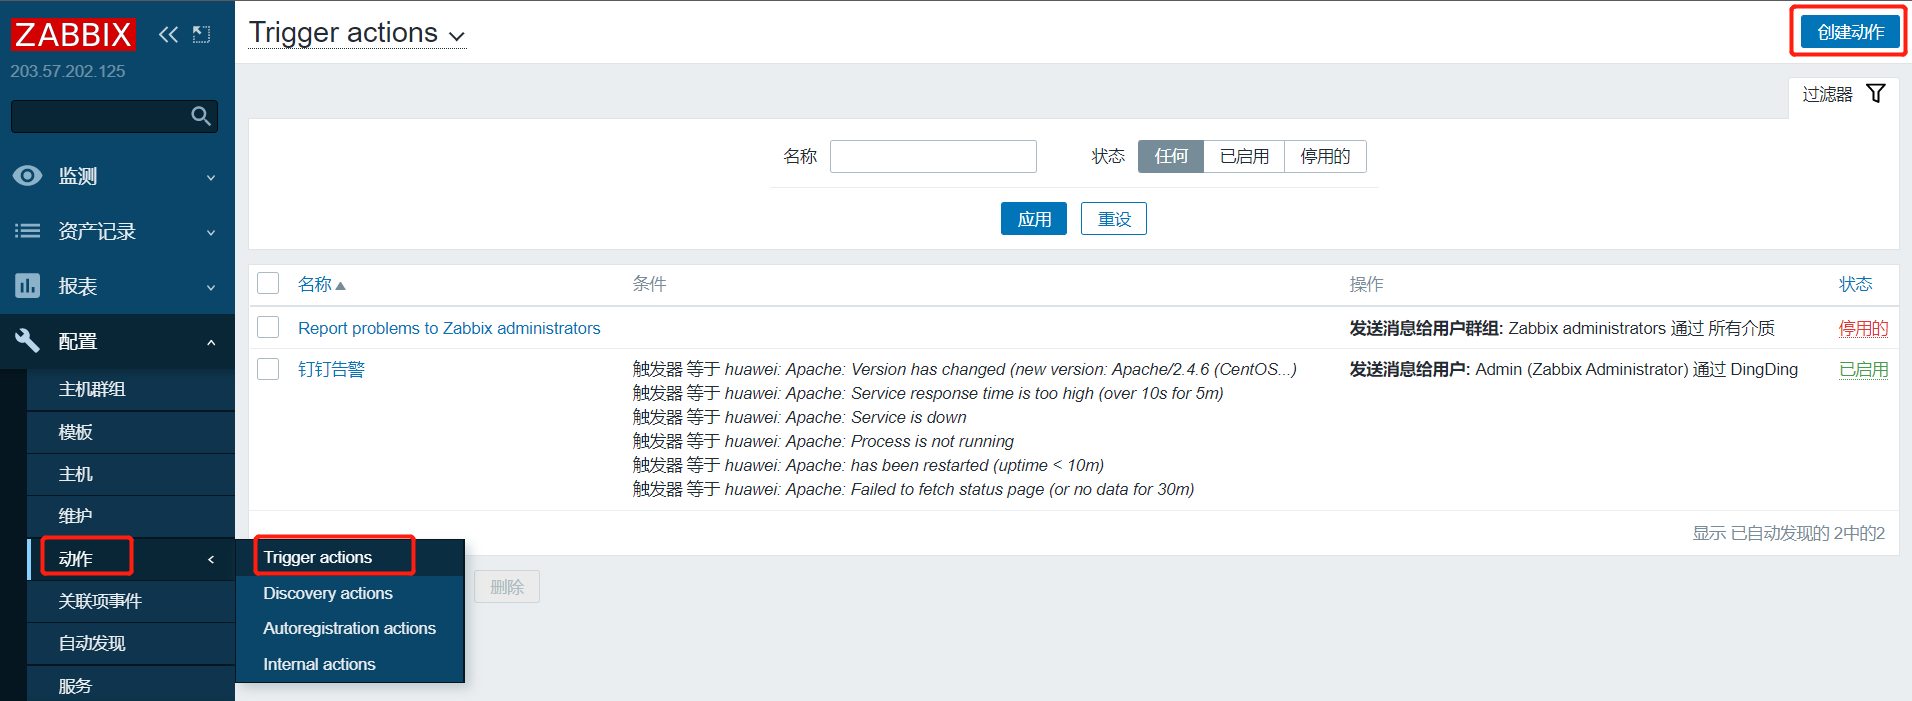 ZABBIX
203.57.202.125
监测
资产记录
报表
配置
主机群组
模板
主机
维护
动作
关联项事件
自动发现
服务
Trigger actions
Discovery actions
Autoregistration actions
Internal actions
Trigger actions
创建动作
过滤器
名称 状态 任何 已启用 停用的
应用 重设
名称 条件 操作 状态
Report problems to Zabbix administrators 发送消息给用户群组: Zabbix administrators 通过 所有介质 停用的
钉钉告警 触发器 等于 huawei: Apache: Version has changed (new version: Apache/2.4.6 (CentOS...) 发送消息给用户: Admin (Zabbix Administrator) 通过 DingDing 已启用
触发器 等于 huawei: Apache: Service response time is too high (over 10s for 5m)
触发器 等于 huawei: Apache: Service is down
触发器 等于 huawei: Apache: Process is not running
触发器 等于 huawei: Apache: has been restarted (uptime < 10m)
触发器 等于 huawei: Apache: Failed to fetch status page (or no data for 30m)
显示 已自动发现的 2中的2
删除